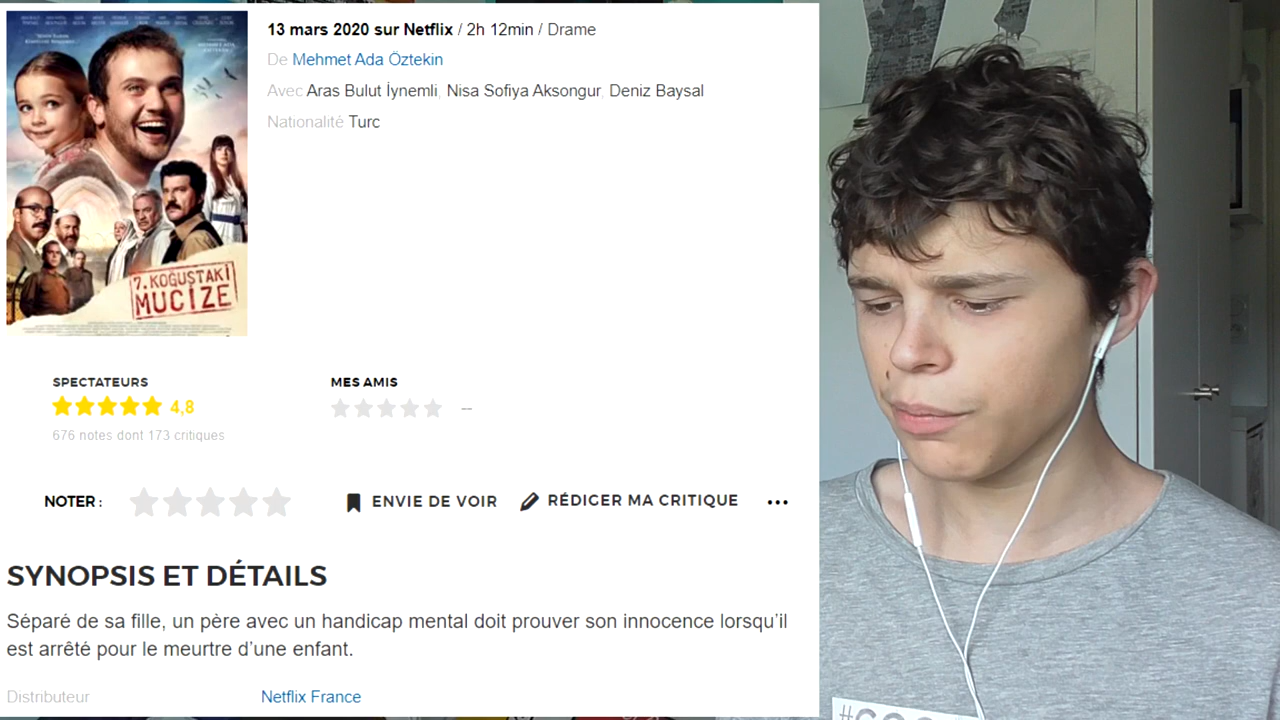 13 mars 2020 sur Netflix / 2h 12min / Drame
De Mehmet Ada Öztekin
Avec Aras Bulut İynemli, Nisa Sofiya Aksongur, Deniz Baysal
Nationalité Turc
7. KOĞUŞTAKİ
MUCİZE
SPECTATEURS
4,8
676 notes dont 173 critiques
MES AMIS
--
NOTER :
ENVIE DE VOIR
RÉDIGER MA CRITIQUE
...
SYNOPSIS ET DÉTAILS
Séparé de sa fille, un père avec un handicap mental doit prouver son innocence lorsqu'il
est arrêté pour le meurtre d'une enfant.
Distributeur
Netflix France